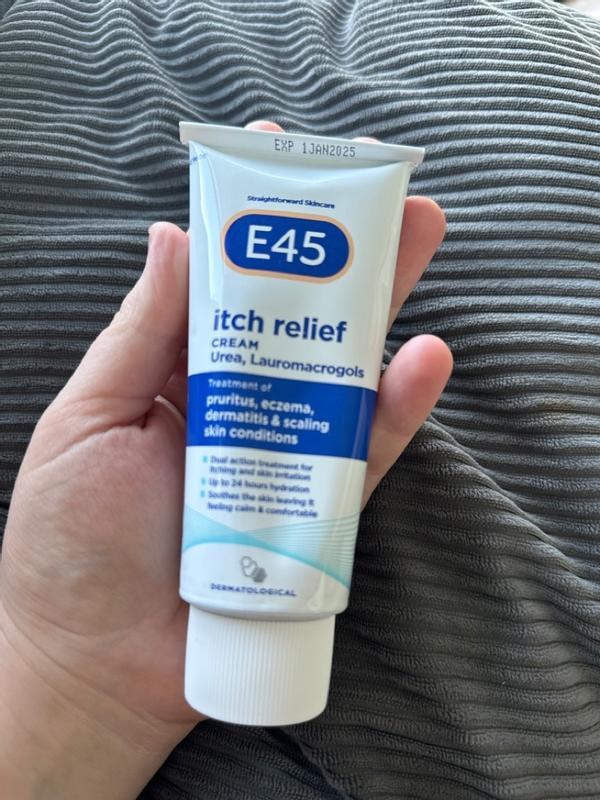 EXP 1JAN2025
Straightforward Skincare
E45
itch relief
CREAM
Urea, Lauromacrogols
Treatment of
pruritus, eczema,
dermatitis & scaling
skin conditions
Dual action treatment for
itching and skin irritation
Up to 24 hours hydration
Soothes the skin leaving it
feeling calm & comfortable
DERMATOLOGICAL